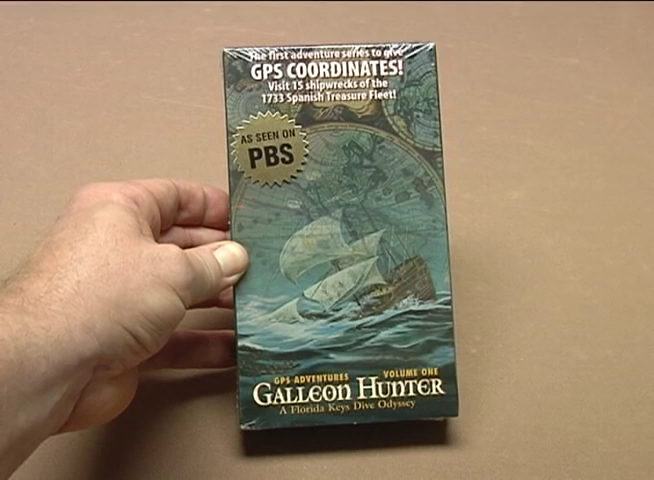 The first adventure series to give
GPS COORDINATES!
Visit 15 shipwrecks of the
1733 Spanish Treasure Fleet!
AS SEEN ON
PBS
GPS ADVENTURES VOLUME ONE
GALLEON HUNTER
A Florida Keys Dive Odyssey